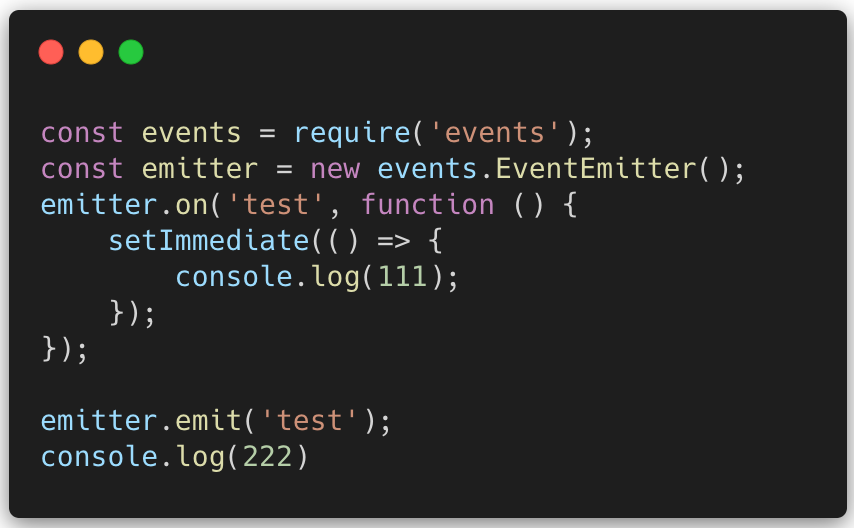 const events = require('events');
const emitter = new events.EventEmitter();
emitter.on('test', function () {
    setImmediate(() => {
        console.log(111);
    });
});

emitter.emit('test');
console.log(222)